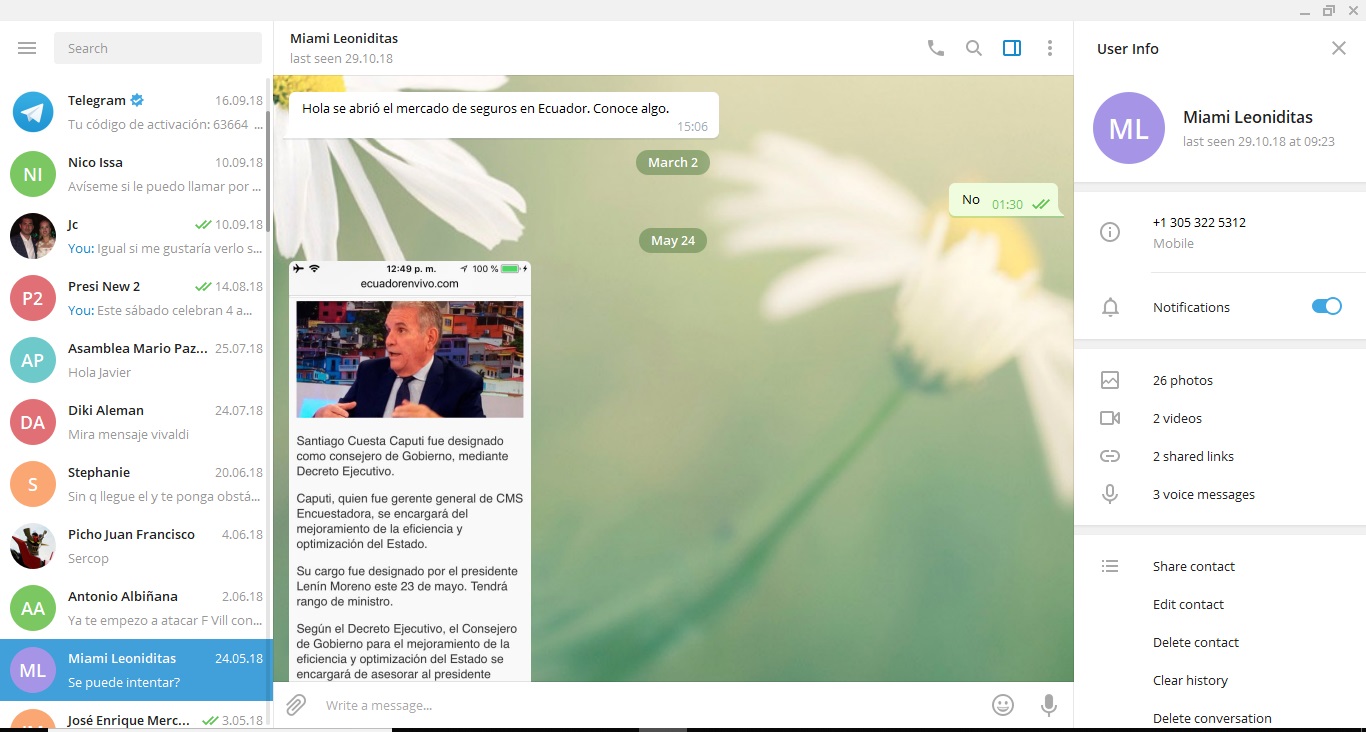 Search
Telegram 16.09.18
Tu código de activación: 63664 ...
Nico Issa 10.09.18
Avíseme si le puedo llamar por ...
NI
Jc 10.09.18
You: Igual si me gustaría verlo s...
Presi New 2 14.08.18
You: Este sábado celebran 4 a...
P2
Asamblea Mario Paz... 25.07.18
Hola Javier
AP
Diki Aleman 24.07.18
Mira mensaje vivaldi
DA
Stephanie 20.06.18
Sin q llegue el y te ponga obstá...
S
Picho Juan Francisco 4.06.18
Sercop
Antonio Albiñana 2.06.18
Ya te empezo a atacar F Vill con...
AA
Miami Leoniditas 24.05.18
Se puede intentar?
ML
José Enrique Merc... 3.05.18
Miami Leoniditas
last seen 29.10.18
Hola se abrió el mercado de seguros en Ecuador. Conoce algo.
15:06
March 2
No 01:30
May 24
12:49 p. m. 100 %
ecuadorenvivo.com
Santiago Cuesta Caputi fue designado
como consejero de Gobierno, mediante
Decreto Ejecutivo.
Caputi, quien fue gerente general de CMS
Encuestadora, se encargará del
mejoramiento de la eficiencia y
optimización del Estado.
Su cargo fue designado por el presidente
Lenín Moreno este 23 de mayo. Tendrá
rango de ministro.
Según el Decreto Ejecutivo, el Consejero
de Gobierno para el mejoramiento de la
eficiencia y optimización del Estado se
encargará de asesorar al presidente
Write a message...
User Info
ML
Miami Leoniditas
last seen 29.10.18 at 09:23
+1 305 322 5312
Mobile
Notifications
26 photos
2 videos
2 shared links
3 voice messages
Share contact
Edit contact
Delete contact
Clear history
Delete conversation